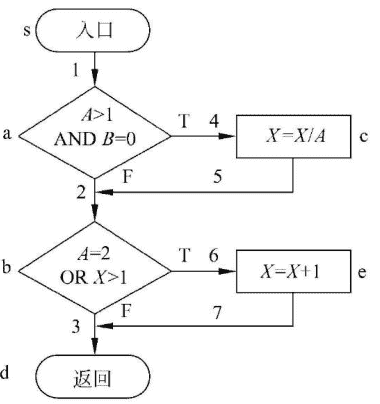 s 入口
1
A>1
AND B=0
a
T 4
X=X/A
c
F
5
2
A=2
OR X>1
b
T 6
X=X+1
e
F
7
3
d 返回